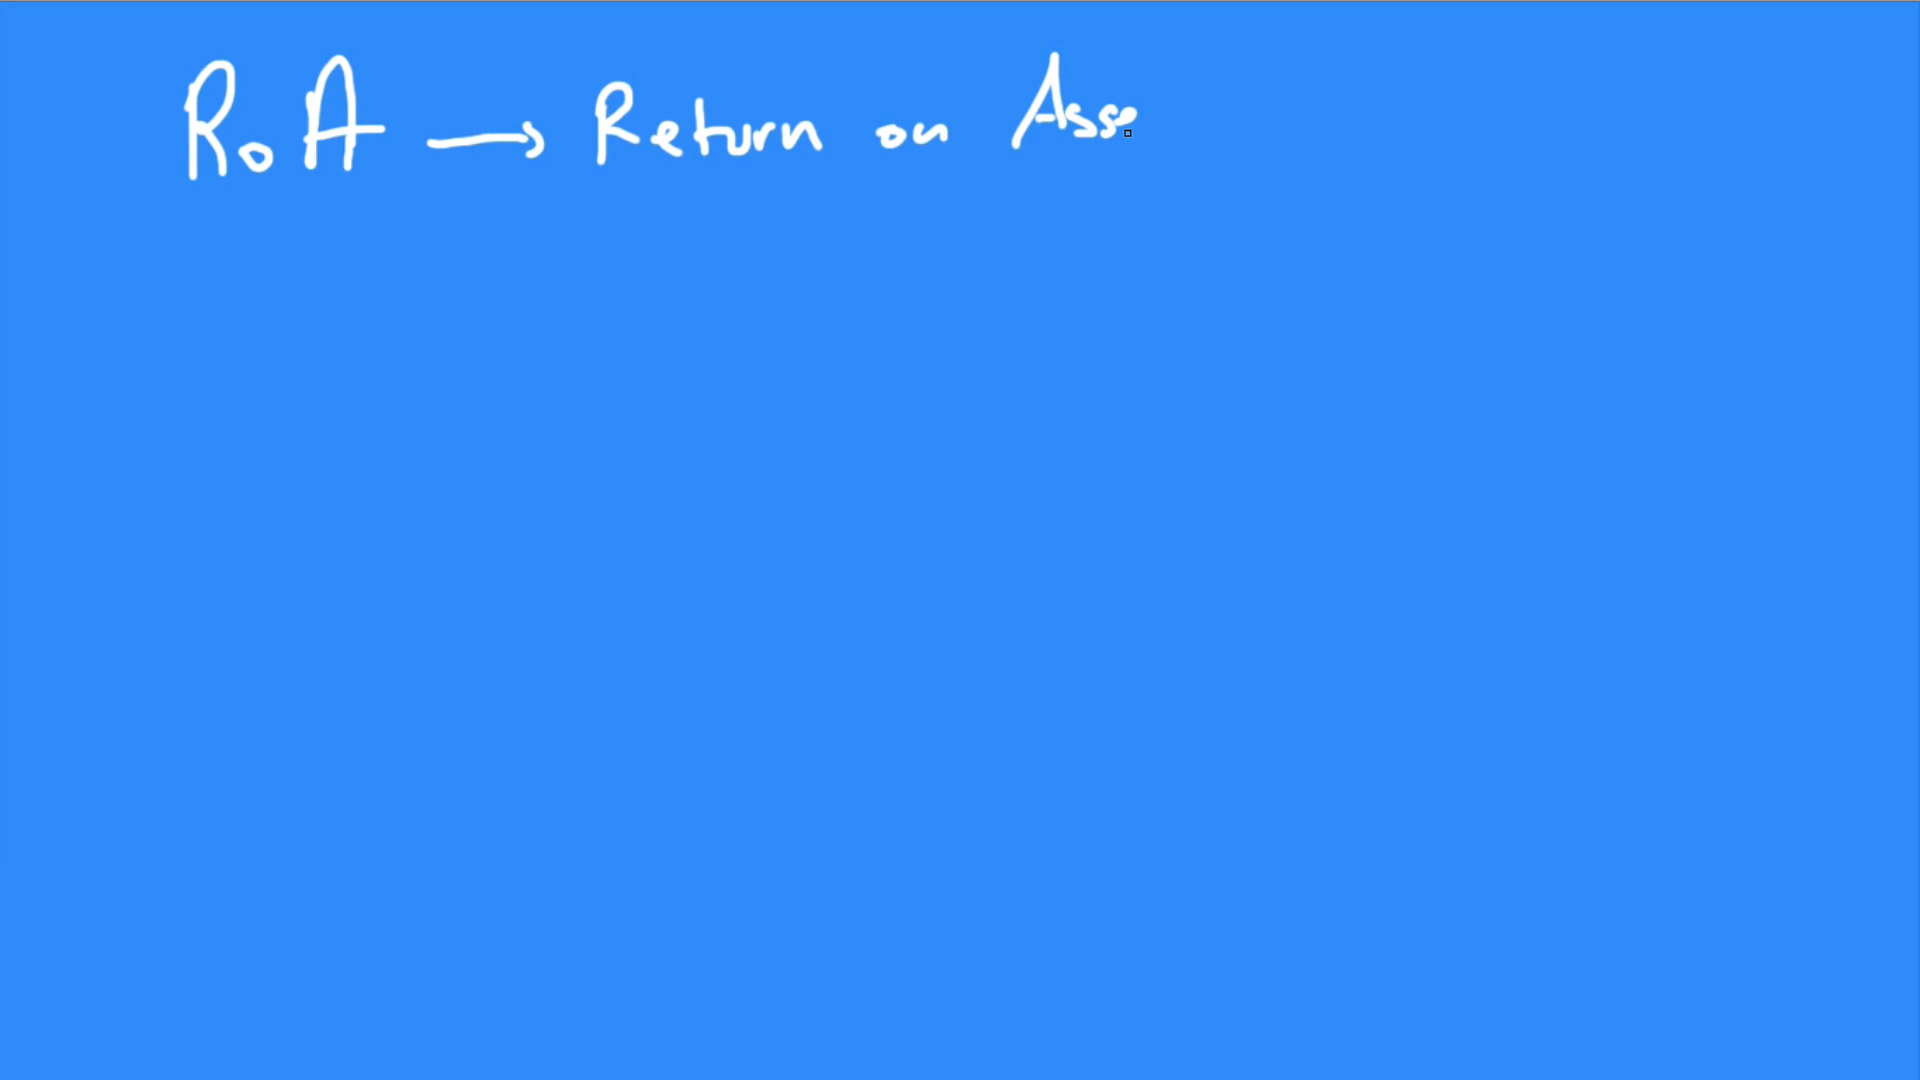 RoA → Return on Asse